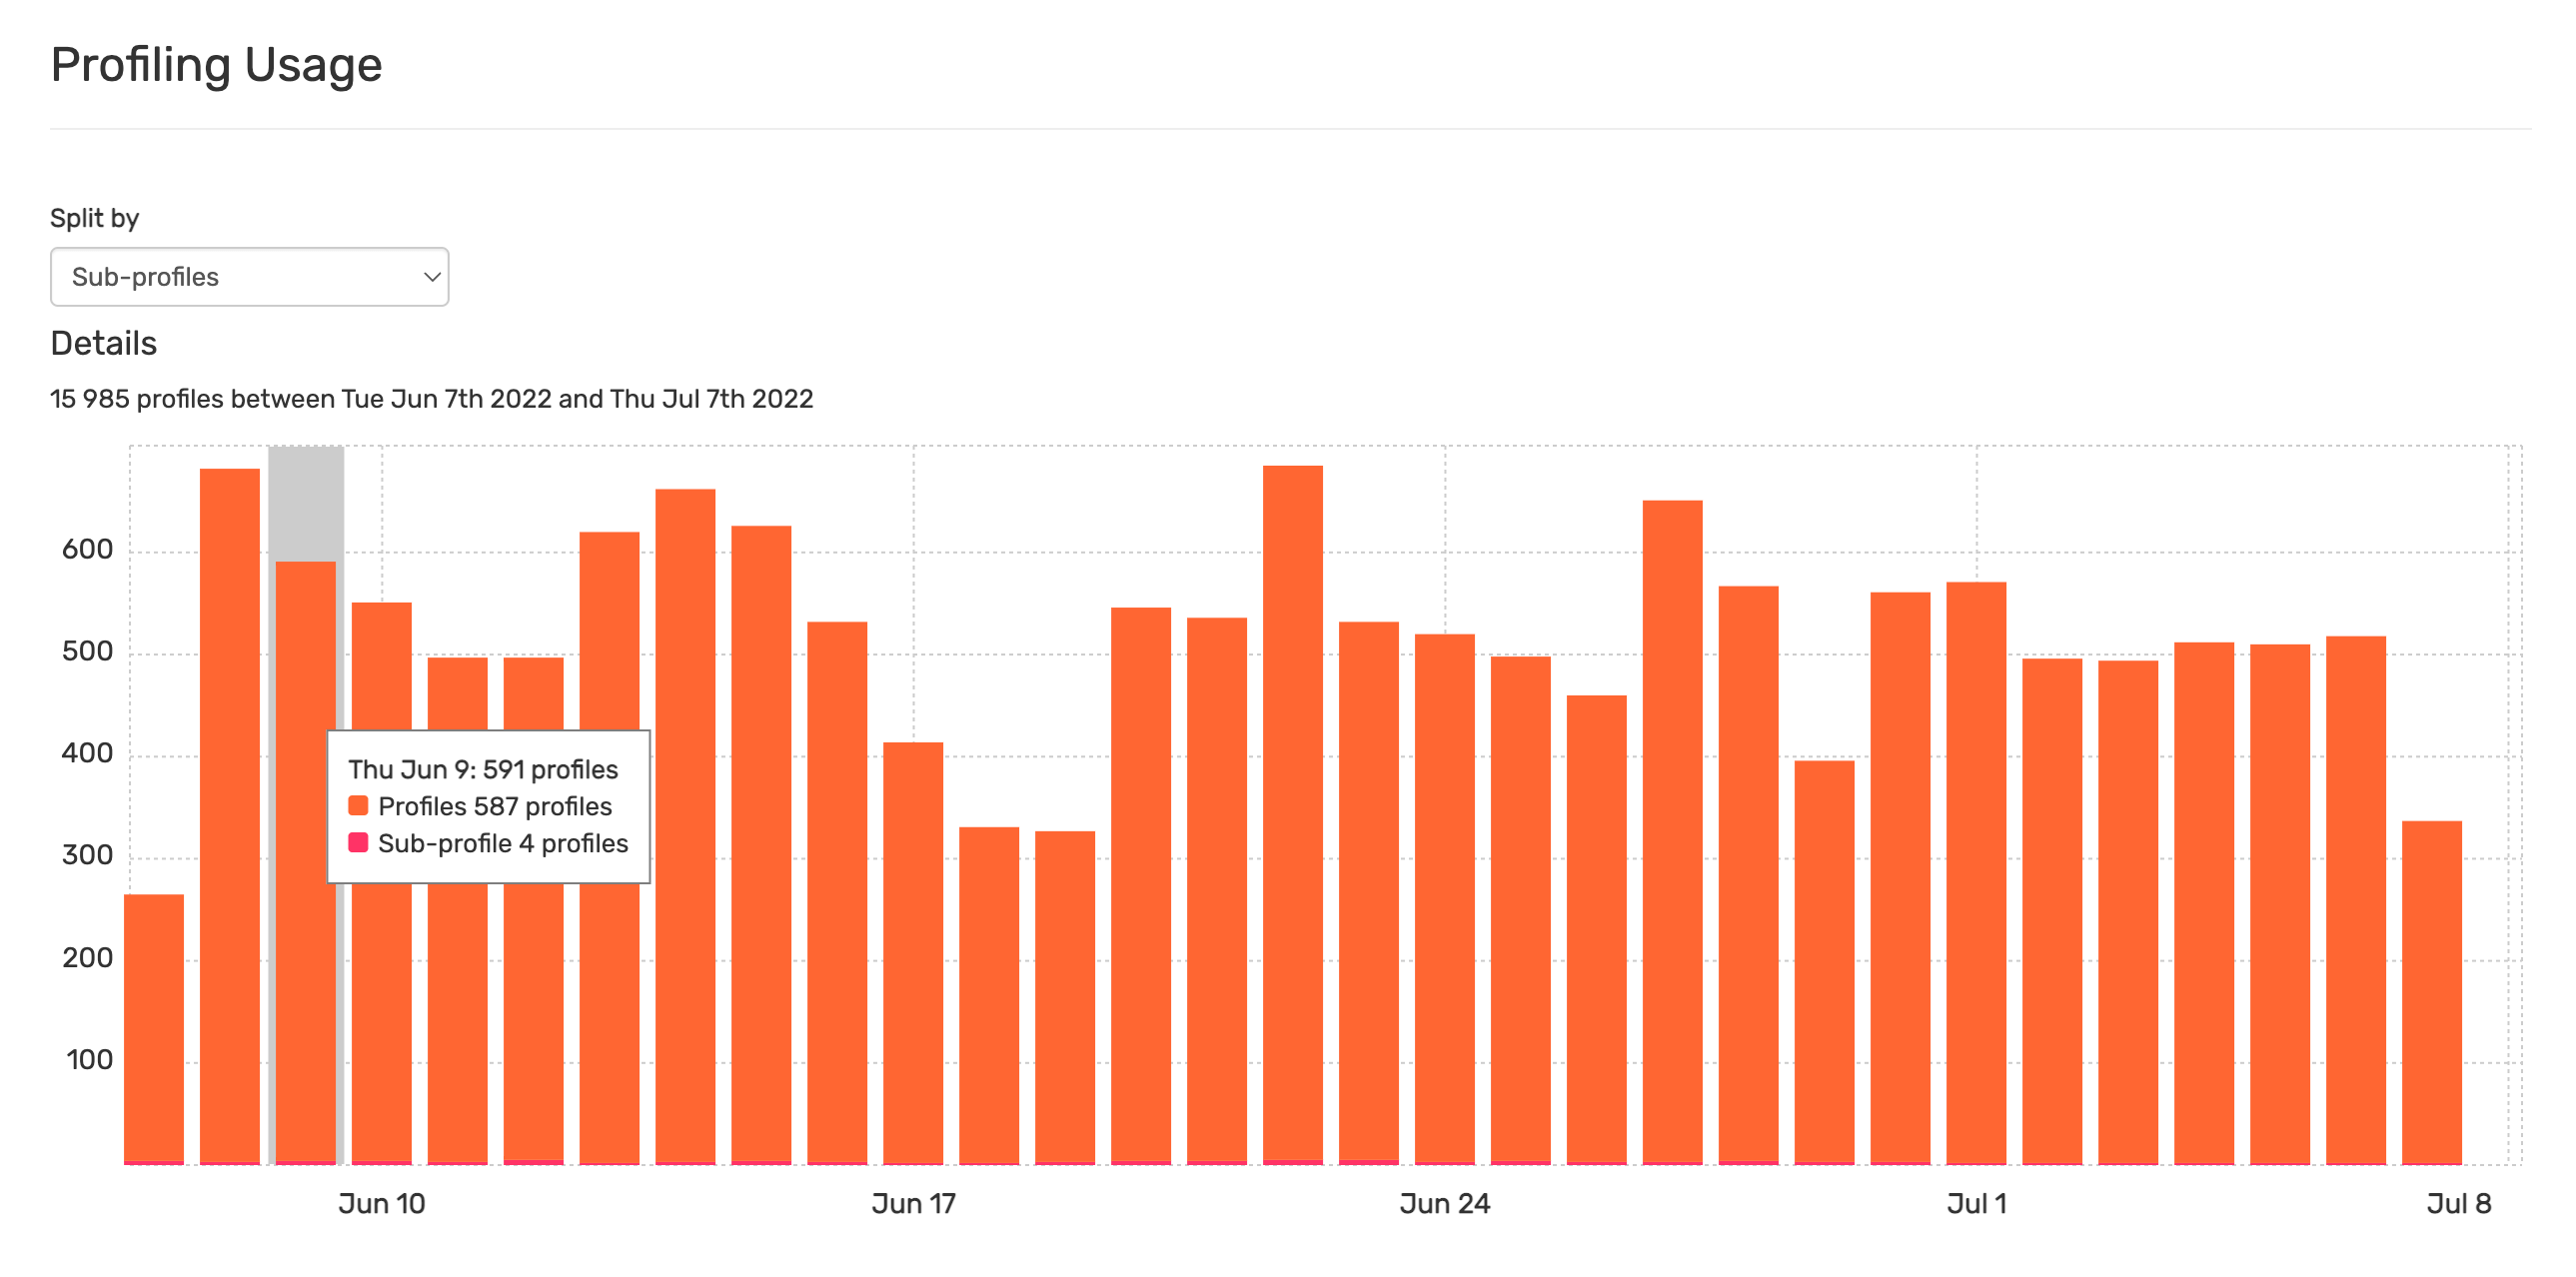 Profiling Usage
Split by
Sub-profiles
Details
15 985 profiles between Tue Jun 7th 2022 and Thu Jul 7th 2022
600
500
400
300
200
100
Thu Jun 9: 591 profiles
Profiles 587 profiles
Sub-profile 4 profiles
Jun 10
Jun 17
Jun 24
Jul 1
Jul 8